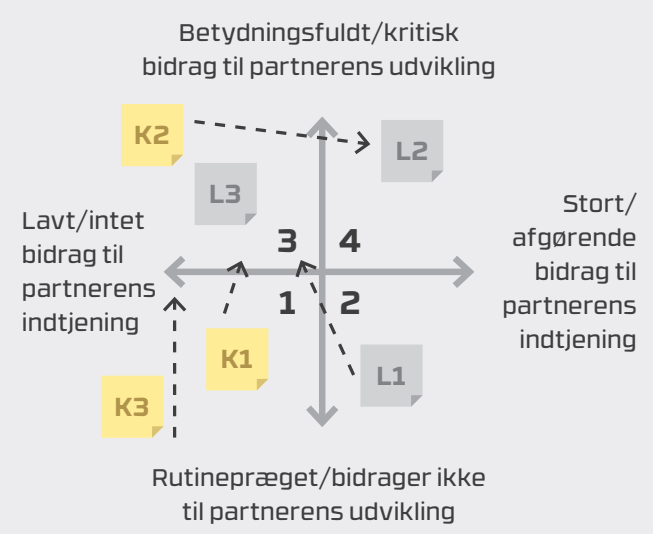 Betydningsfuldt/kritisk
bidrag til partnerens udvikling
K2
L2
L3
Lavt/intet
bidrag til
partnerens
indtjening
Stort/
afgørende
bidrag til
partnerens
indtjening
3 4
1 2
K1
L1
K3
Rutinepræget/bidrager ikke
til partnerens udvikling